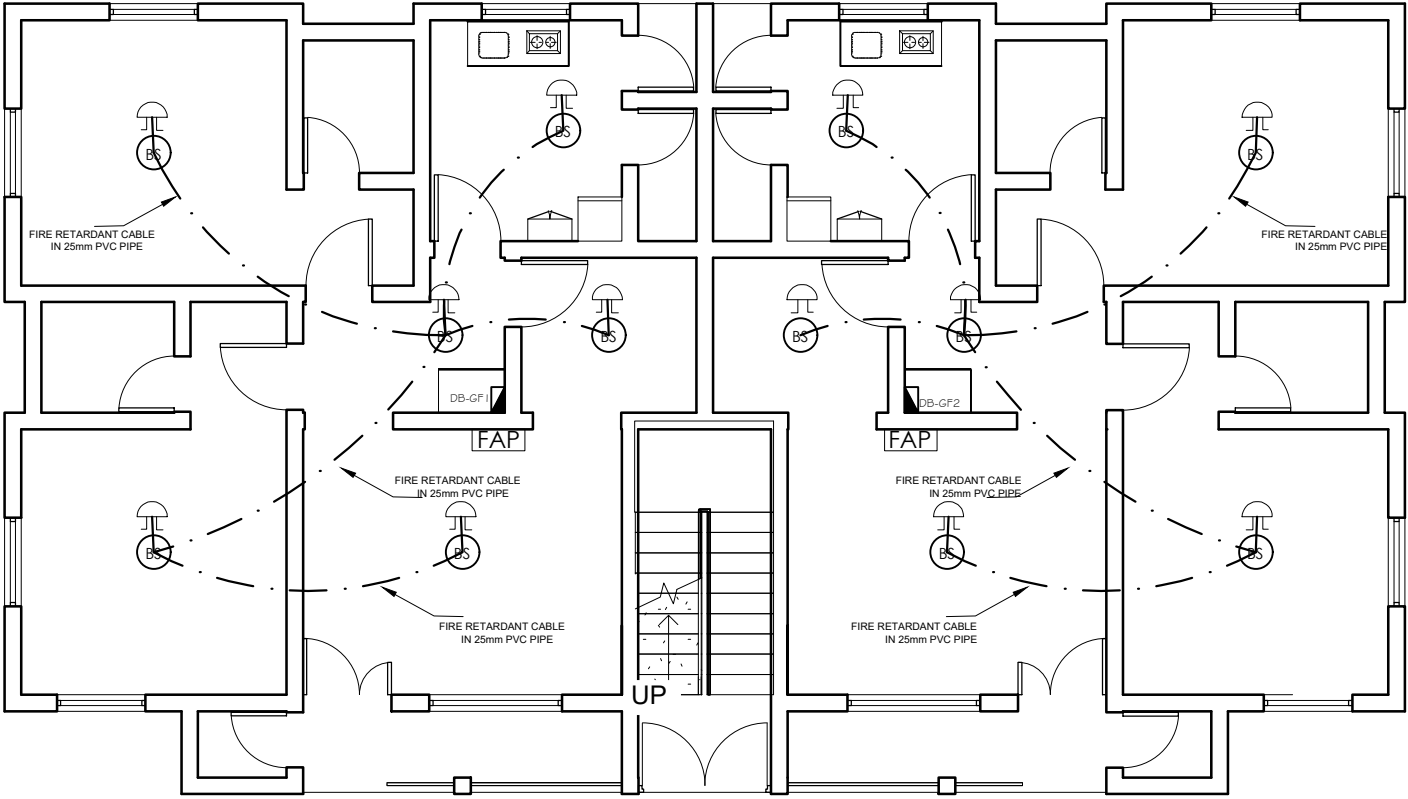 BS
BS
BS
BS
FIRE RETARDANT CABLE
IN 25mm PVC PIPE
FIRE RETARDANT CABLE
IN 25mm PVC PIPE
BS
BS
BS
BS
DB-GF1
DB-GF2
FAP
FAP
FIRE RETARDANT CABLE
IN 25mm PVC PIPE
FIRE RETARDANT CABLE
IN 25mm PVC PIPE
BS
BS
BS
BS
FIRE RETARDANT CABLE
IN 25mm PVC PIPE
FIRE RETARDANT CABLE
IN 25mm PVC PIPE
UP